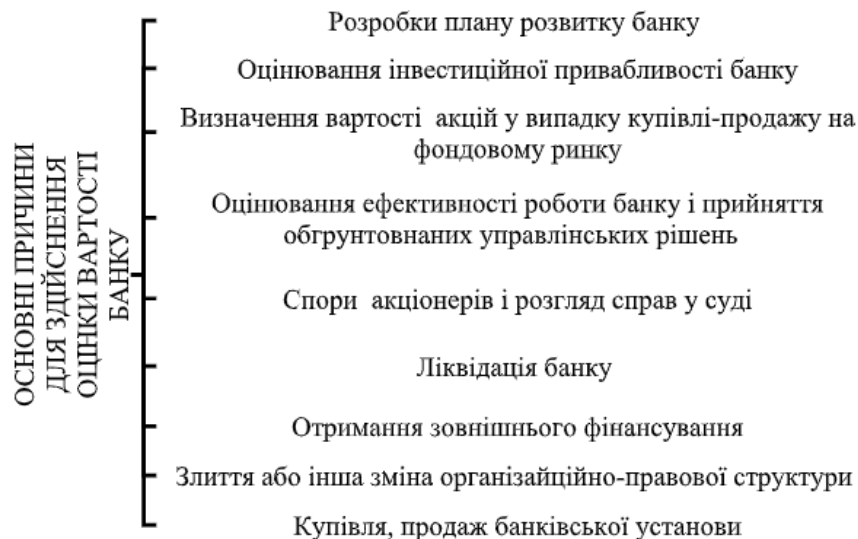 ОСНОВНІ ПРИЧИНИ
ДЛЯ ЗДІЙСНЕННЯ
ОЦІНКИ ВАРТОСТІ
БАНКУ
Розробки плану розвитку банку
Оцінювання інвестиційної привабливості банку
Визначення вартості акцій у випадку купівлі-продажу на
фондовому ринку
Оцінювання ефективності роботи банку і прийняття
обгрунтовнаних управлінських рішень
Спори акціонерів і розгляд справ у суді
Ліквідація банку
Отримання зовнішнього фінансування
Злиття або інша зміна організайційно-правової структури
Купівля, продаж банківської установи